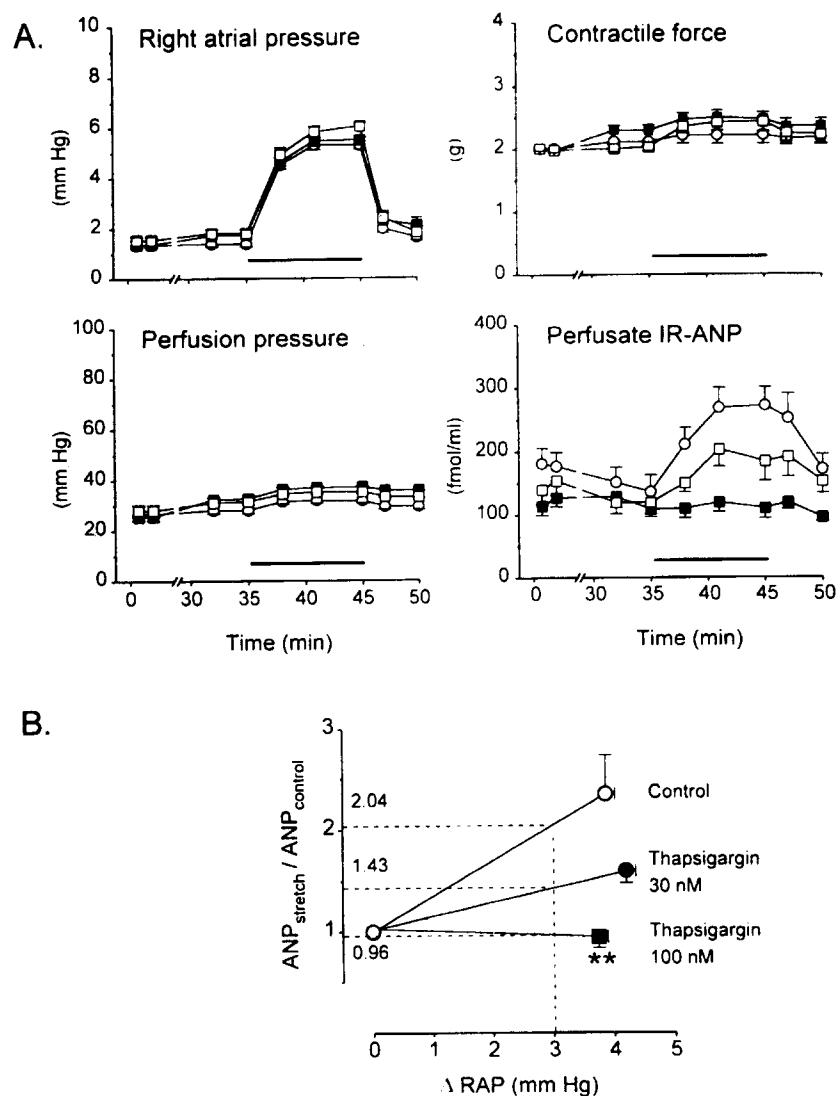 A.
Right atrial pressure
10
8
6
4
2
0
(mm Hg)
Contractile force
4
3
2
1
0
(g)
Perfusion pressure
100
80
60
40
20
0
(mm Hg)
0 30 35 40 45 50
Time (min)
Perfusate IR-ANP
400
300
200
100
0
(fmol/ml)
0 30 35 40 45 50
Time (min)
B.
3
2.04
2
1.43
1
0.96
ANP stretch / ANP control
Control
Thapsigargin
30 nM
Thapsigargin
100 nM
**
0 1 2 3 4 5
Δ RAP (mm Hg)